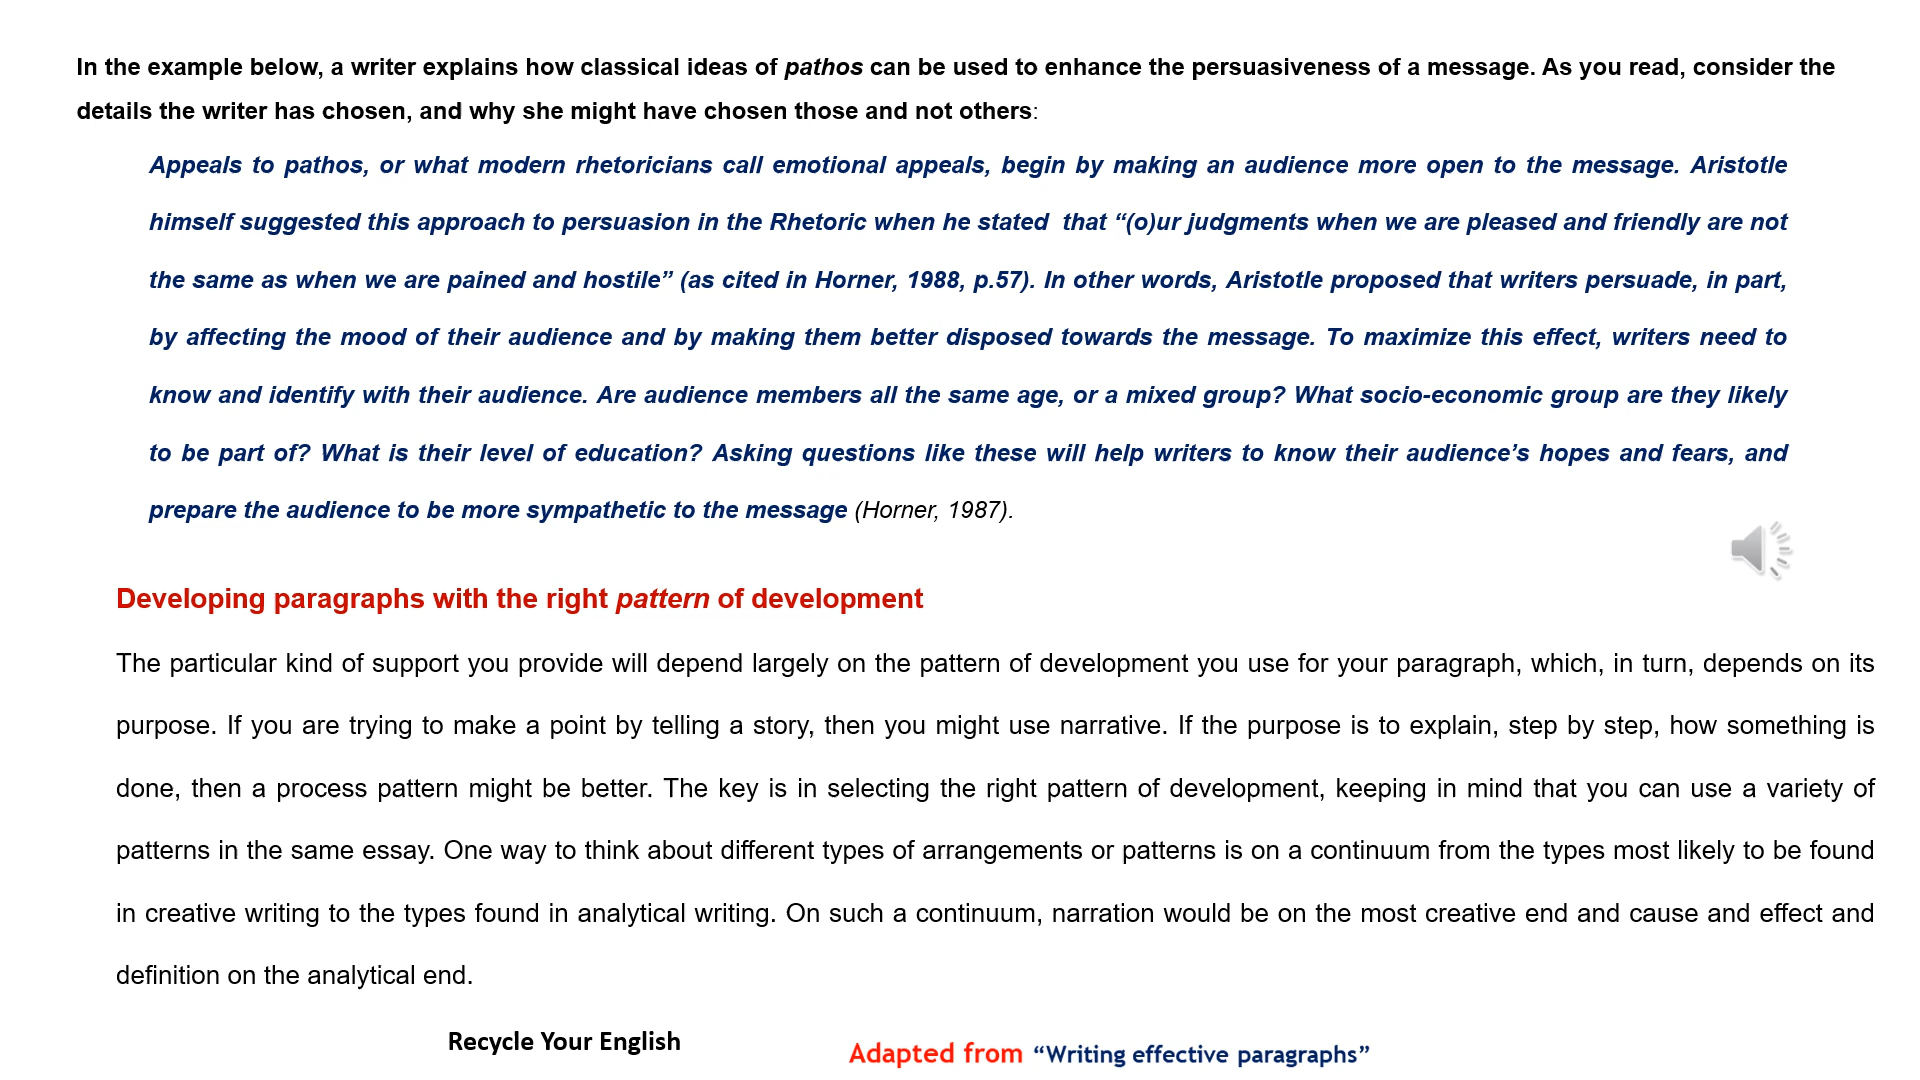 In the example below, a writer explains how classical ideas of pathos can be used to enhance the persuasiveness of a message. As you read, consider the
details the writer has chosen, and why she might have chosen those and not others:
Appeals to pathos, or what modern rhetoricians call emotional appeals, begin by making an audience more open to the message. Aristotle
himself suggested this approach to persuasion in the Rhetoric when he stated that “(o)ur judgments when we are pleased and friendly are not
the same as when we are pained and hostile” (as cited in Horner, 1988, p.57). In other words, Aristotle proposed that writers persuade, in part,
by affecting the mood of their audience and by making them better disposed towards the message. To maximize this effect, writers need to
know and identify with their audience. Are audience members all the same age, or a mixed group? What socio-economic group are they likely
to be part of? What is their level of education? Asking questions like these will help writers to know their audience’s hopes and fears, and
prepare the audience to be more sympathetic to the message (Horner, 1987).
Developing paragraphs with the right pattern of development
The particular kind of support you provide will depend largely on the pattern of development you use for your paragraph, which, in turn, depends on its
purpose. If you are trying to make a point by telling a story, then you might use narrative. If the purpose is to explain, step by step, how something is
done, then a process pattern might be better. The key is in selecting the right pattern of development, keeping in mind that you can use a variety of
patterns in the same essay. One way to think about different types of arrangements or patterns is on a continuum from the types most likely to be found
in creative writing to the types found in analytical writing. On such a continuum, narration would be on the most creative end and cause and effect and
definition on the analytical end.
Recycle Your English
Adapted from “Writing effective paragraphs”